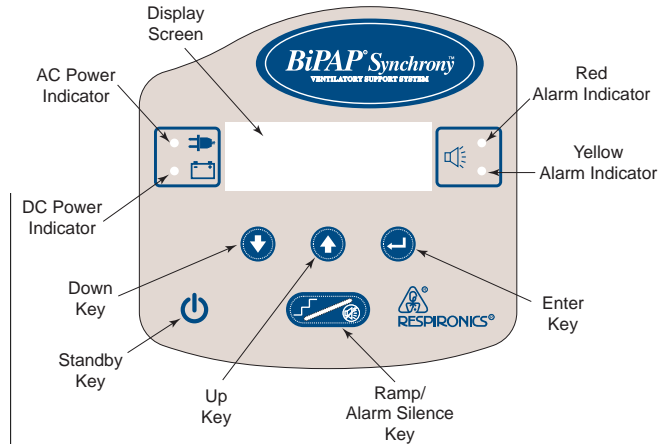 Display
Screen
BiPAP® Synchrony™
VENTILATORY SUPPORT SYSTEM
AC Power
Indicator
Red
Alarm Indicator
Yellow
Alarm Indicator
DC Power
Indicator
Down
Key
Enter
Key
RESPIRONICS®
Standby
Key
Up
Key
Ramp/
Alarm Silence
Key